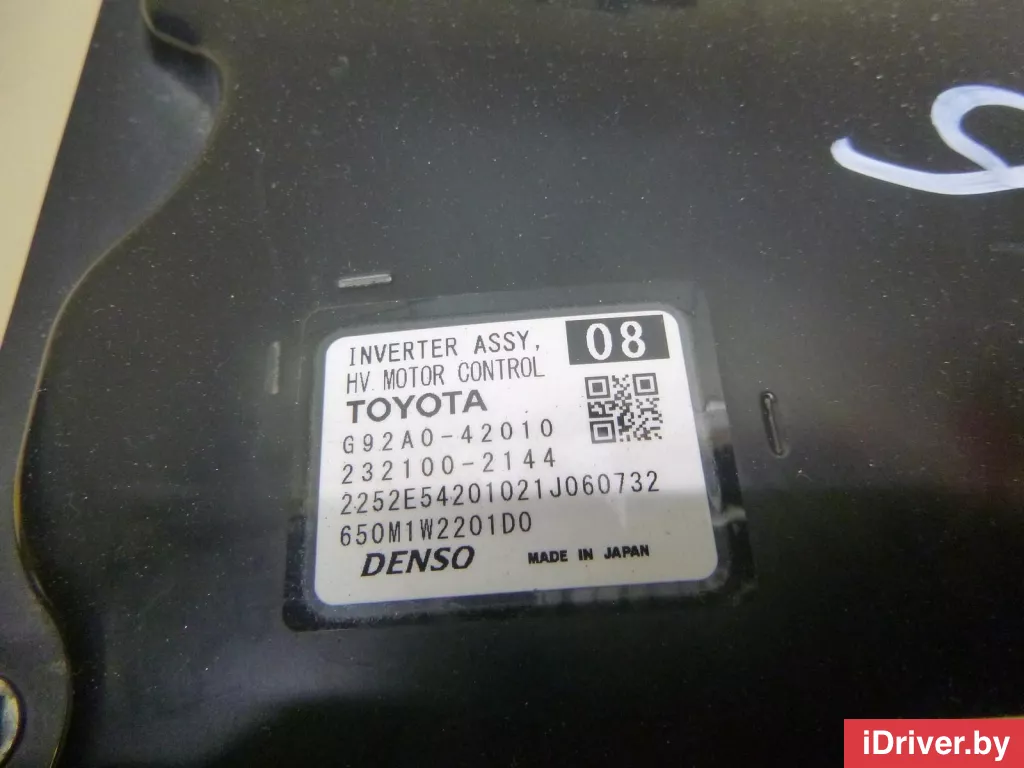 INVERTER ASSY,
08
HV MOTOR CONTROL
TOYOTA
G92A0-42010
232100-2144
2252E54201021J060732
650M1W2201D0
DENSO MADE IN JAPAN
iDriver.by